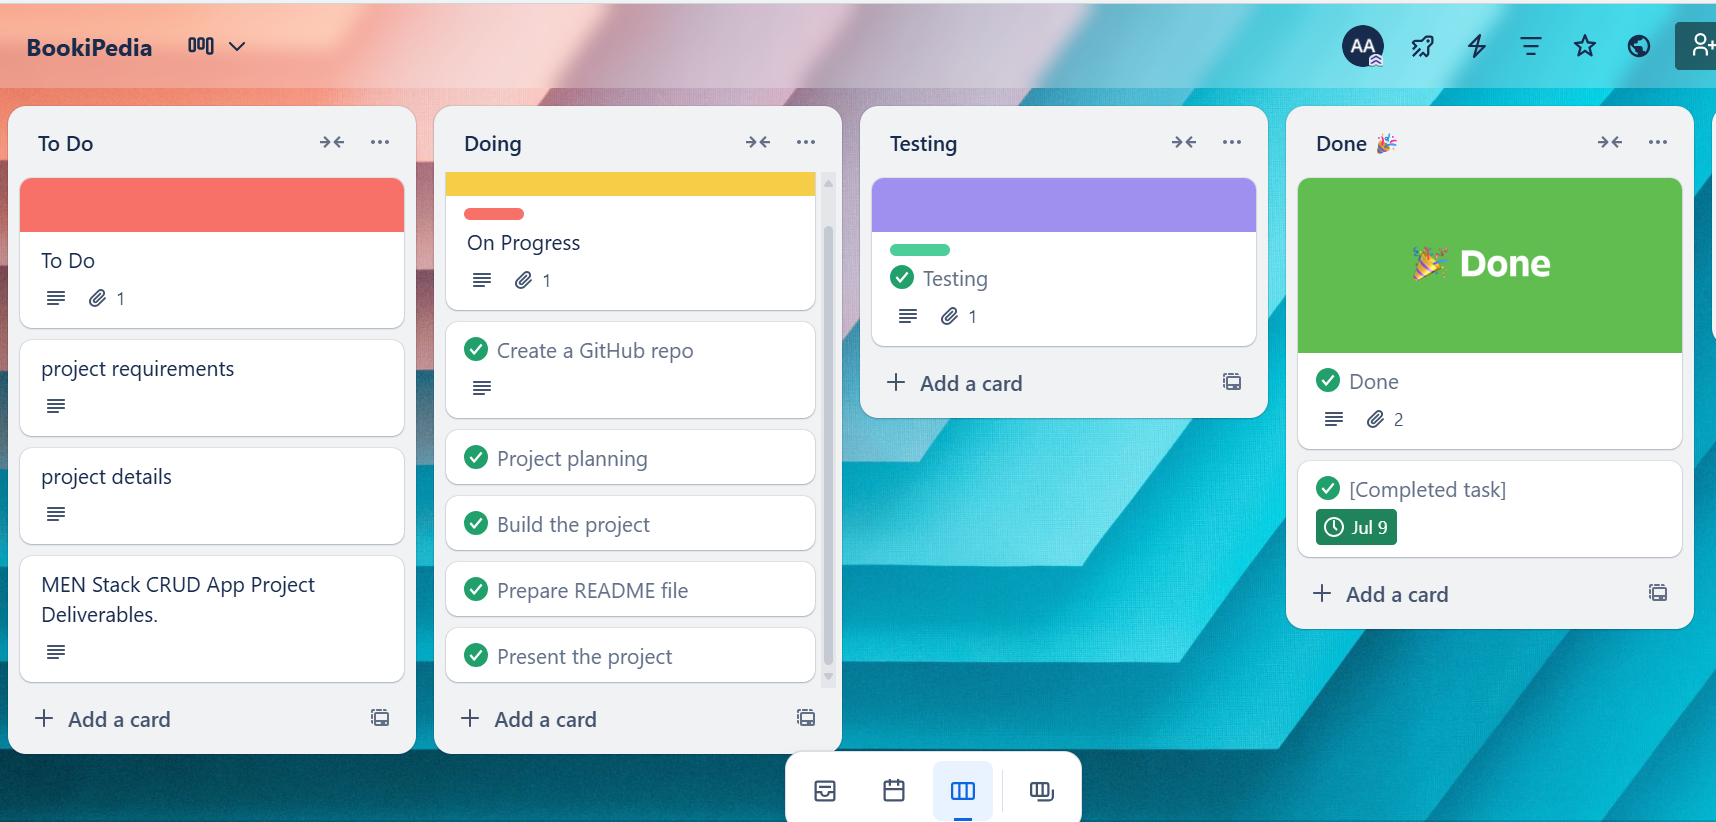 BookiPedia
AA
To Do
To Do
1
project requirements
project details
MEN Stack CRUD App Project
Deliverables.
Add a card
Doing
On Progress
1
Create a GitHub repo
Project planning
Build the project
Prepare README file
Present the project
Add a card
Testing
Testing
1
Add a card
Done 🎉
🎉 Done
Done
2
[Completed task]
Jul 9
Add a card